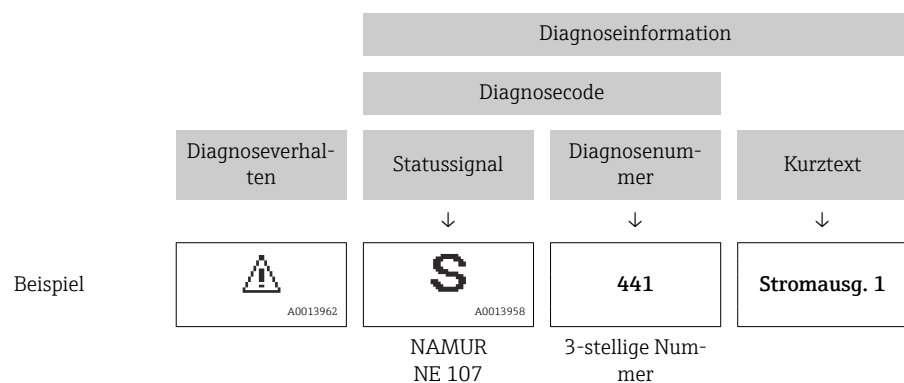 Diagnoseinformation
Diagnosecode
Diagnoseverhal-
ten
Statussignal
Diagnosenum-
mer
Kurztext
↓ ↓ ↓
Beispiel
A0013962
S
A0013958
441
Stromausg. 1
NAMUR
NE 107
3-stellige Num-
mer